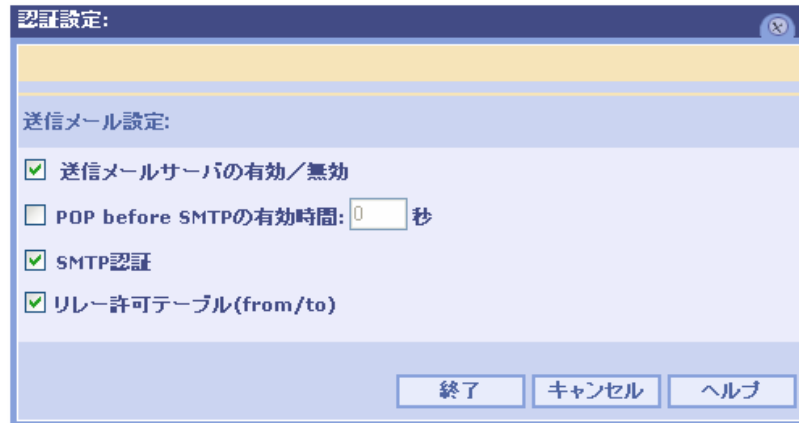 認証設定:
送信メール設定:
送信メールサーバの有効／無効
POP before SMTPの有効時間: 0 秒
SMTP認証
リレー許可テーブル(from/to)
終了 キャンセル ヘルプ